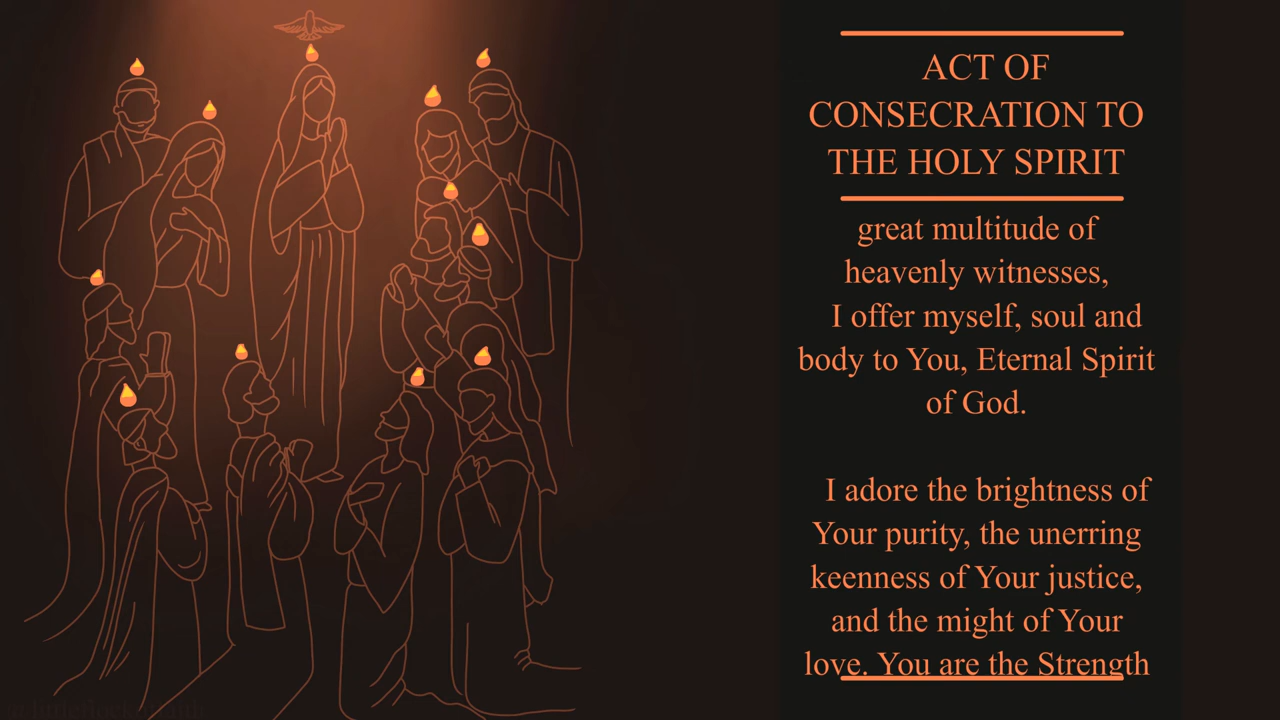 ACT OF
CONSECRATION TO
THE HOLY SPIRIT
great multitude of
heavenly witnesses,
I offer myself, soul and
body to You, Eternal Spirit
of God.
I adore the brightness of
Your purity, the unerring
keenness of Your justice,
and the might of Your
love. You are the Strength